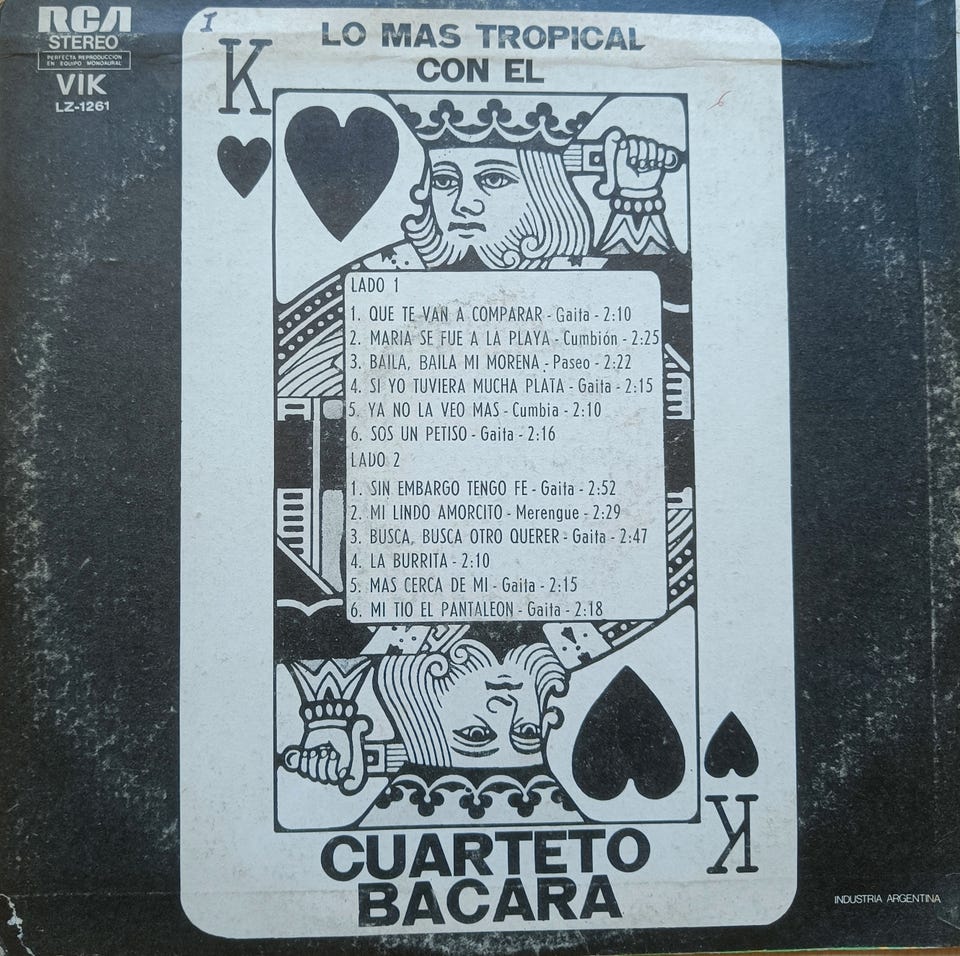 RCA
STEREO
PERFECTA REPRODUCCION
EN EQUIPO MONOAURAL
VIK
LZ-1261
1
K
LO MAS TROPICAL
CON EL
6
LADO 1
1. QUE TE VAN A COMPARAR - Gaita - 2:10
2. MARIA SE FUE A LA PLAYA - Cumbión - 2:25
3. BAILA, BAILA MI MORENA - Paseo - 2:22
4. SI YO TUVIERA MUCHA PLATA - Gaita - 2:15
5. YA NO LA VEO MAS - Cumbia - 2:10
6. SOS UN PETISO - Gaita - 2:16
LADO 2
1. SIN EMBARGO TENGO FE - Gaita - 2:52
2. MI LINDO AMORCITO - Merengue - 2:29
3. BUSCA, BUSCA OTRO QUERER - Gaita - 2:47
4. LA BURRITA - 2:10
5. MAS CERCA DE MI - Gaita - 2:15
6. MI TIO EL PANTALEON - Gaita - 2:18
K
CUARTETO
BACARA
INDUSTRIA ARGENTINA